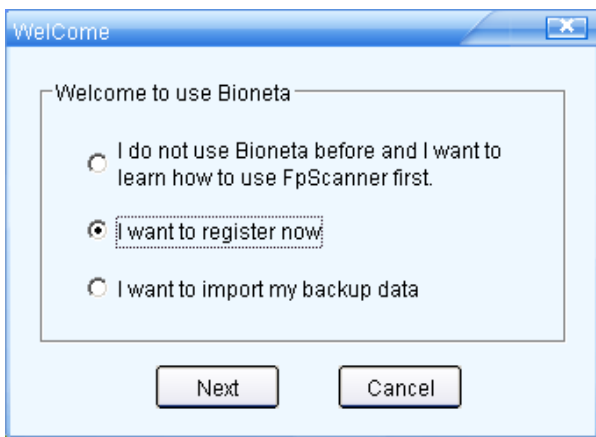 WelCome
Welcome to use Bioneta
I do not use Bioneta before and I want to
learn how to use FpScanner first.
I want to register now
I want to import my backup data
Next Cancel